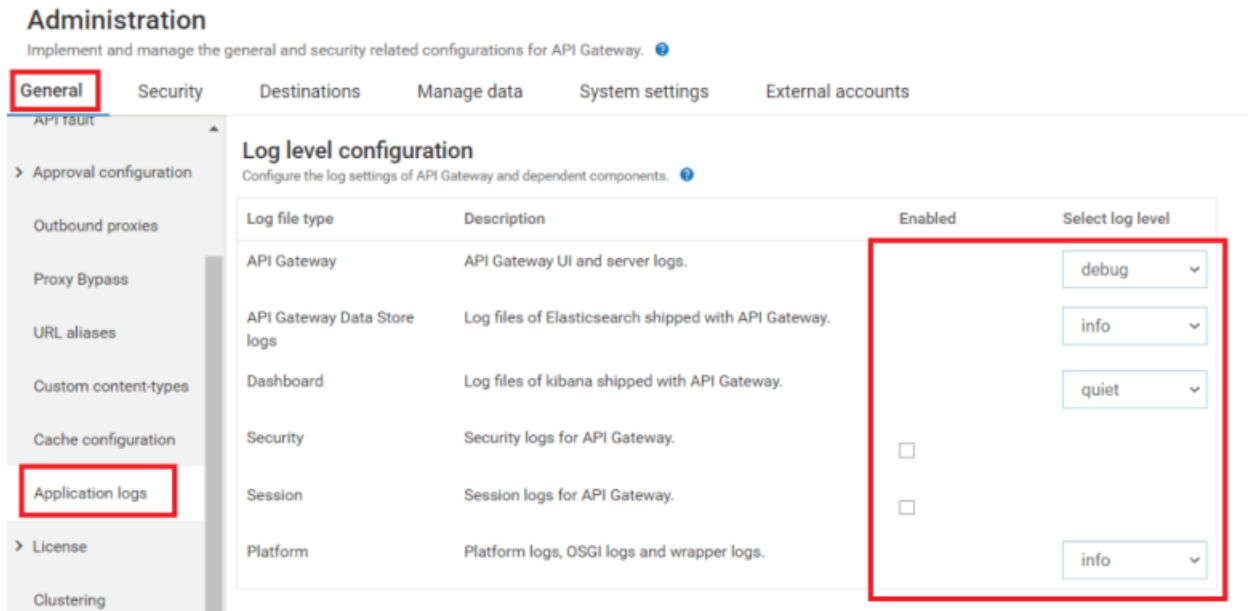 Administration
Implement and manage the general and security related configurations for API Gateway. ?
General Security Destinations Manage data System settings External accounts
API fault
Approval configuration
Outbound proxies
Proxy Bypass
URL aliases
Custom content-types
Cache configuration
Application logs
License
Clustering
Log level configuration
Configure the log settings of API Gateway and dependent components. ?
Log file type Description Enabled Select log level
API Gateway API Gateway UI and server logs. debug
API Gateway Data Store Log files of Elasticsearch shipped with API Gateway. info
logs
Dashboard Log files of kibana shipped with API Gateway. quiet
Security Security logs for API Gateway.
Session Session logs for API Gateway.
Platform Platform logs, OSGI logs and wrapper logs. info